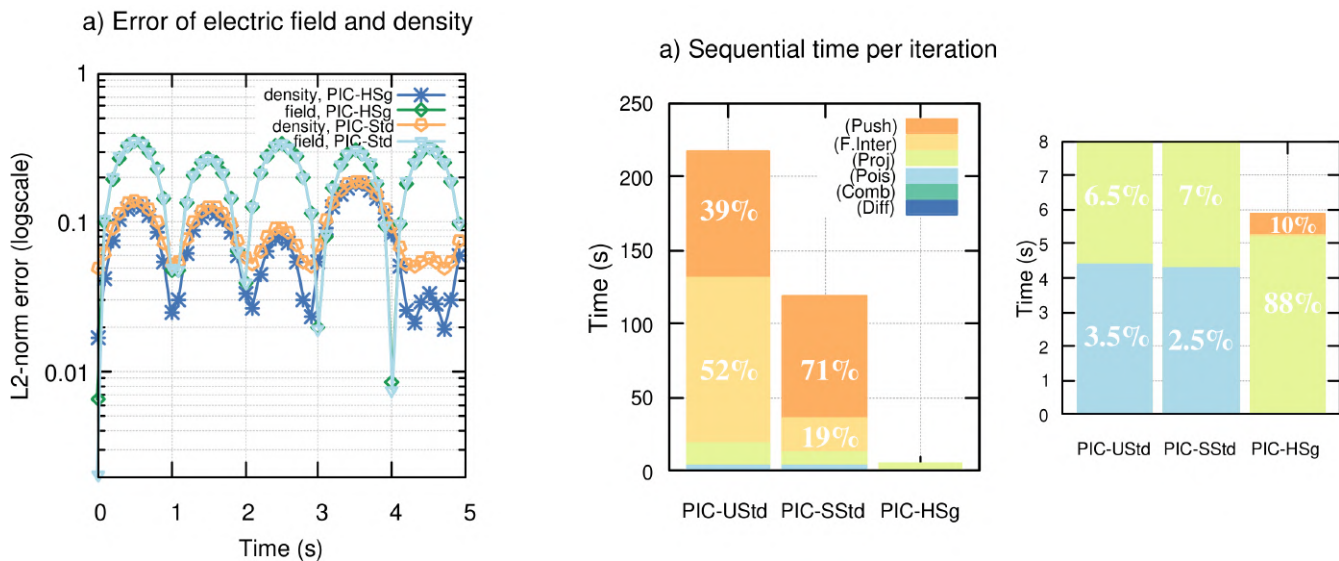 a) Error of electric field and density
1
0.1
0.01
L2-norm error (logscale)
density, PIC-HSg
field, PIC-HSg
density, PIC-Std
field, PIC-Std
0 1 2 3 4 5
Time (s)
a) Sequential time per iteration
250
200
150
100
50
0
Time (s)
(Push)
(F.Inter)
(Proj)
(Pois)
(Comb)
(Diff)
39%
52%
71%
19%
PIC-UStd PIC-SStd PIC-HSg
8
7
6
5
4
3
2
1
0
Time (s)
6.5% 7% 10%
3.5% 2.5% 88%
PIC-UStd PIC-SStd PIC-HSg